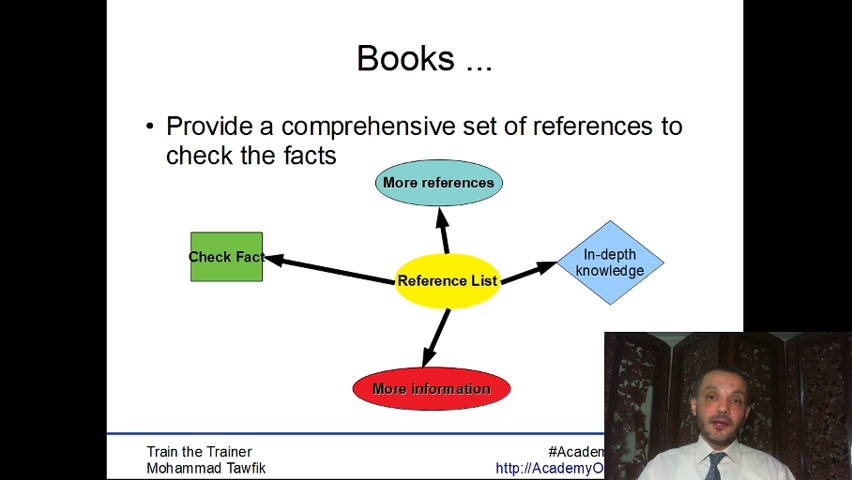 Books ...
• Provide a comprehensive set of references to
check the facts
More references
Check Fact
In-depth
knowledge
Reference List
More information
Train the Trainer
Mohammad Tawfik